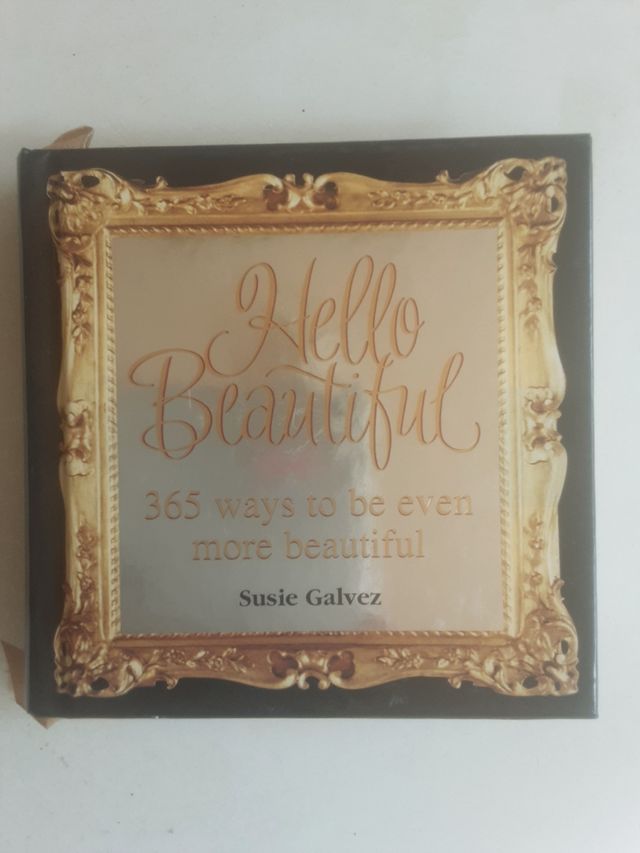 Hello
Beautiful
365 ways to be even
more beautiful
Susie Galvez